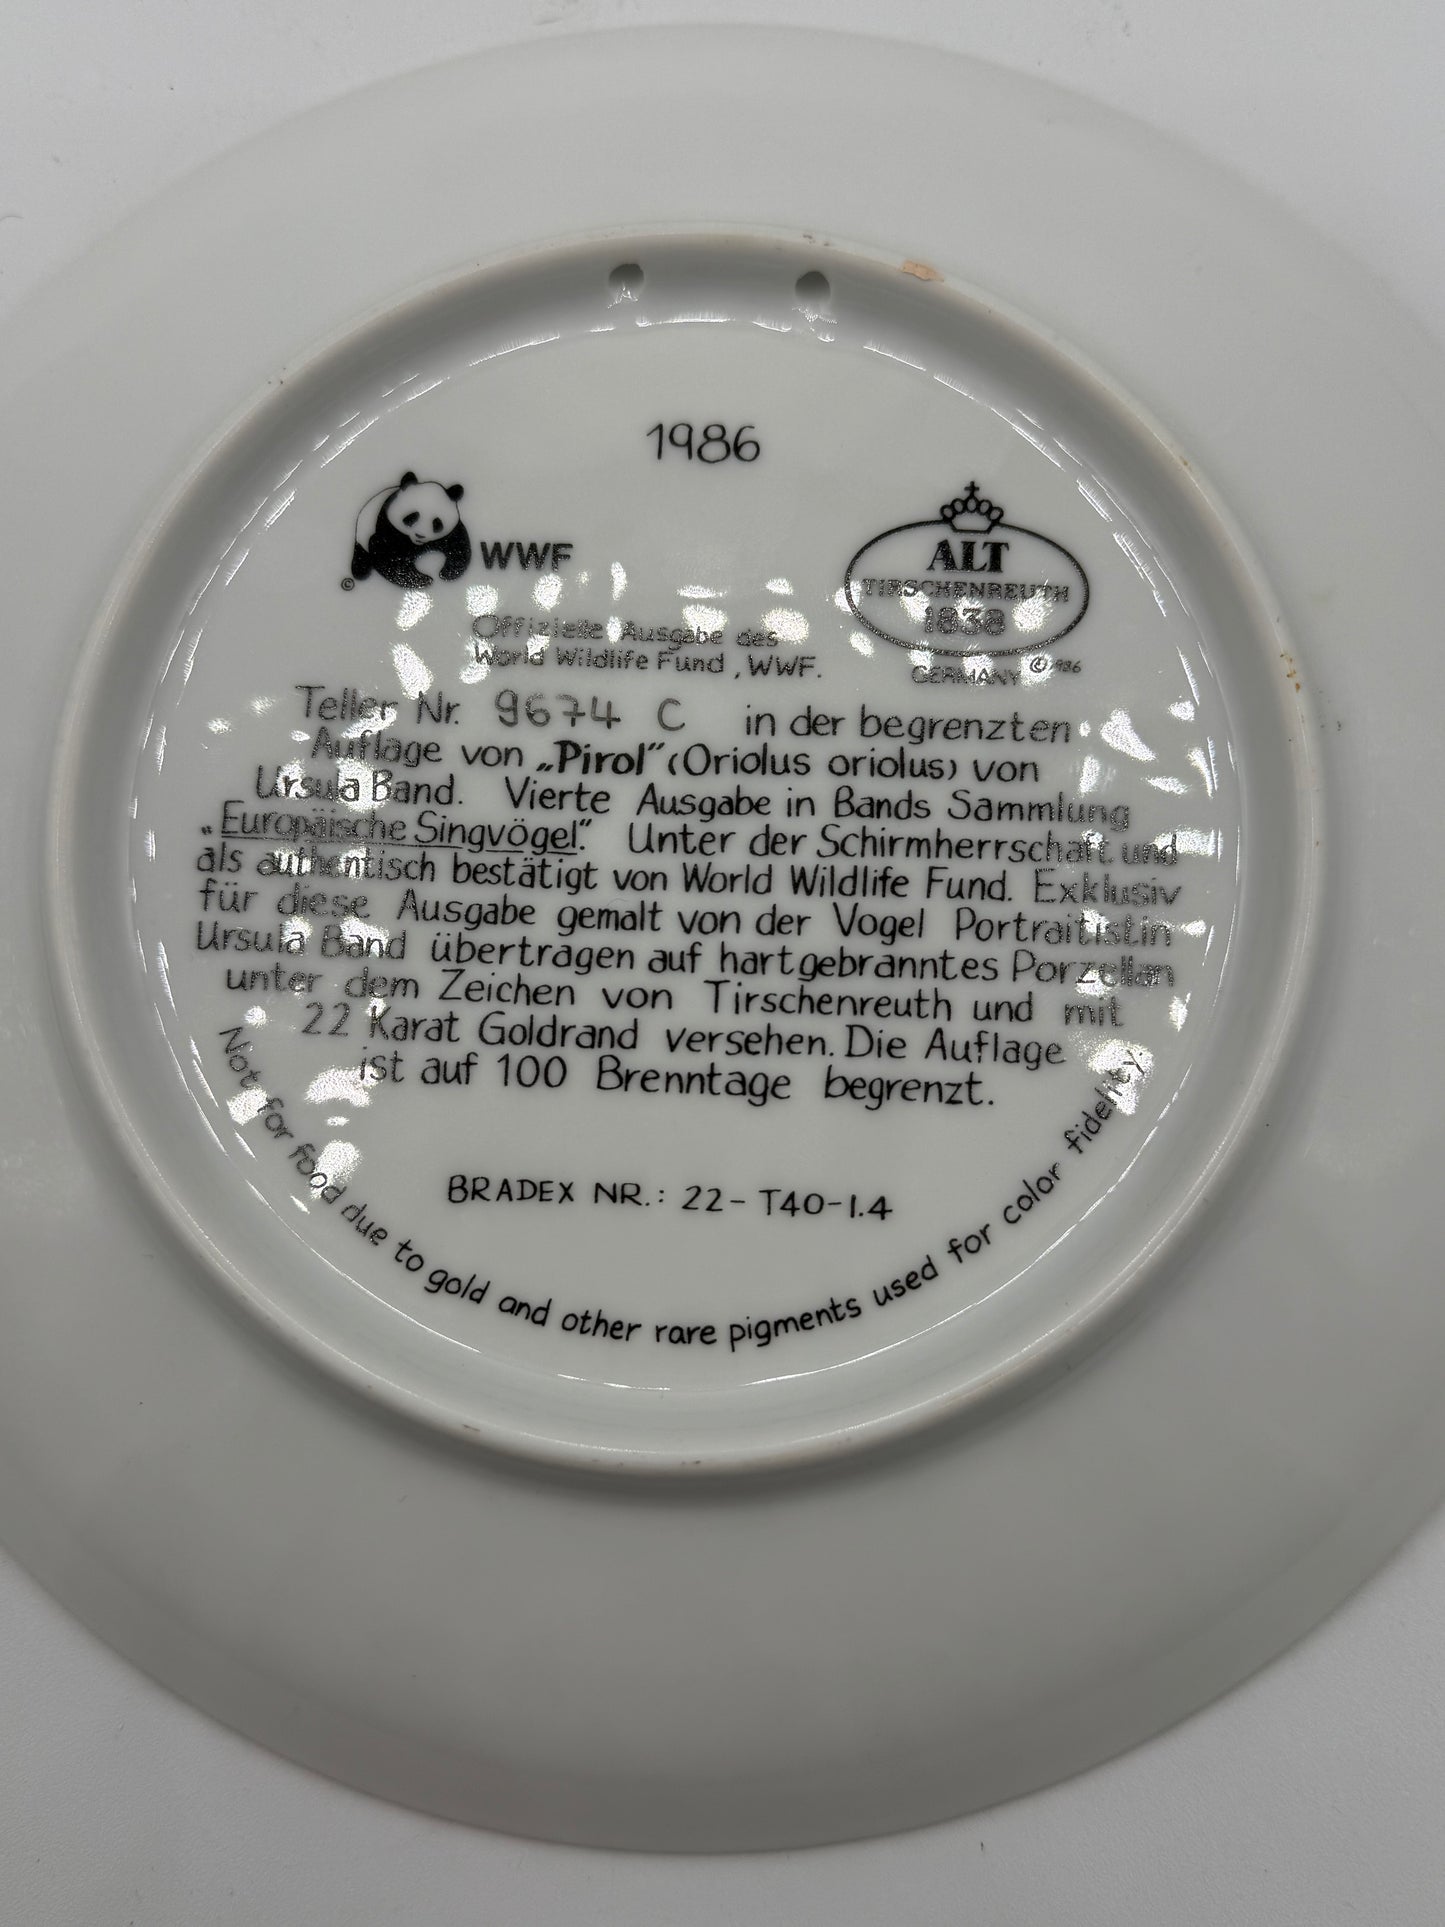 1986
© WWF
ALT
TIRSCHENREUTH
1838
GERMANY © 1986
Offizielle Ausgabe des
World Wildlife Fund, WWF.
Teller Nr. 9674 C in der begrenzten
Auflage von „Pirol” (Oriolus oriolus) von
Ursula Band. Vierte Ausgabe in Bands Sammlung
„Europäische Singvögel.” Unter der Schirmherrschaft und
als authentisch bestätigt von World Wildlife Fund. Exklusiv
für diese Ausgabe gemalt von der Vogel Portraitistin
Ursula Band übertragen auf hartgebranntes Porzellan
unter dem Zeichen von Tirschenreuth und mit
22 Karat Goldrand versehen. Die Auflage
ist auf 100 Brenntage begrenzt.
BRADEX NR.: 22-T40-1.4
Not for food due to gold and other rare pigments used for color fidelity.